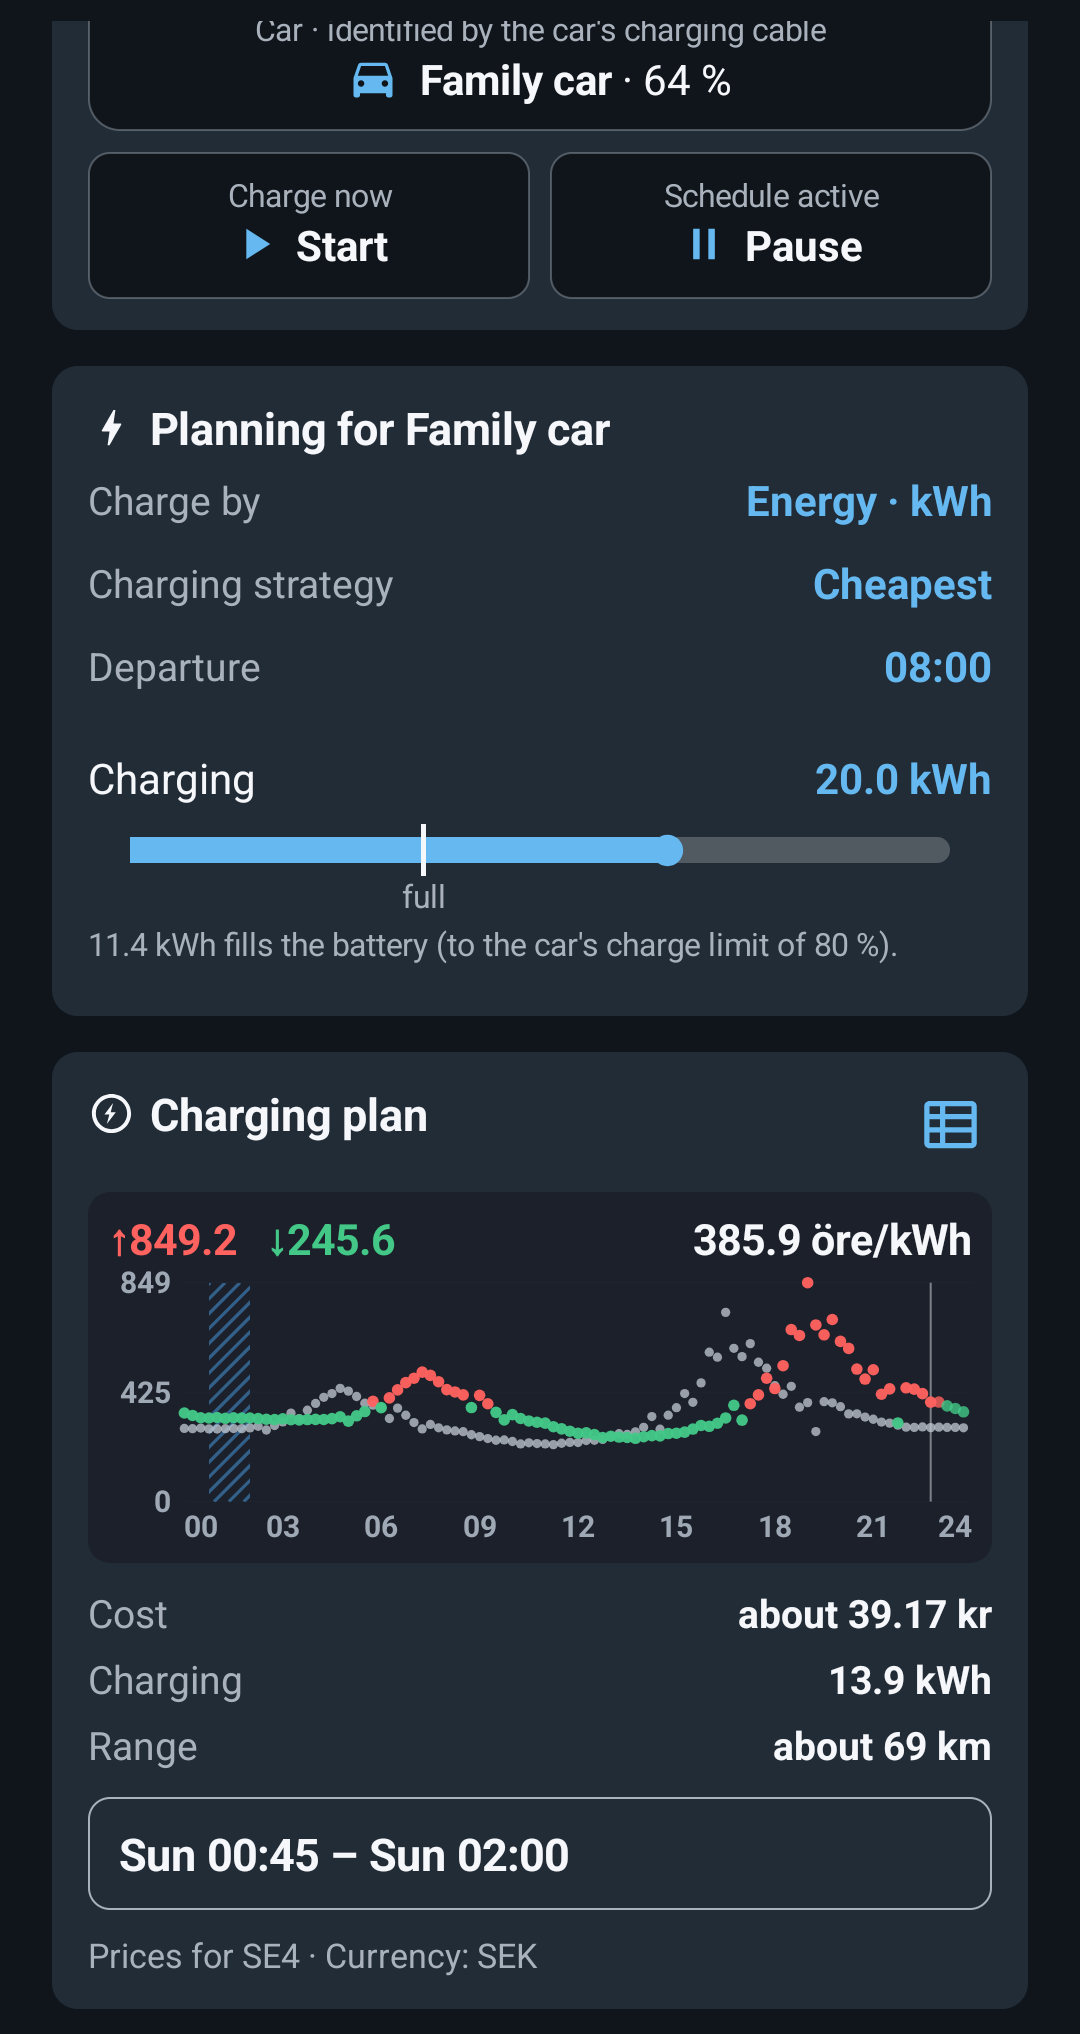 Car · identified by the car's charging cable
Family car · 64 %
Charge now
Start
Schedule active
Pause
Planning for Family car
Charge by
Energy · kWh
Charging strategy
Cheapest
Departure
08:00
Charging
20.0 kWh
full
11.4 kWh fills the battery (to the car's charge limit of 80 %).
Charging plan
↑849.2 ↓245.6 385.9 öre/kWh
849
425
0
00 03 06 09 12 15 18 21 24
Cost
about 39.17 kr
Charging
13.9 kWh
Range
about 69 km
Sun 00:45 – Sun 02:00
Prices for SE4 · Currency: SEK